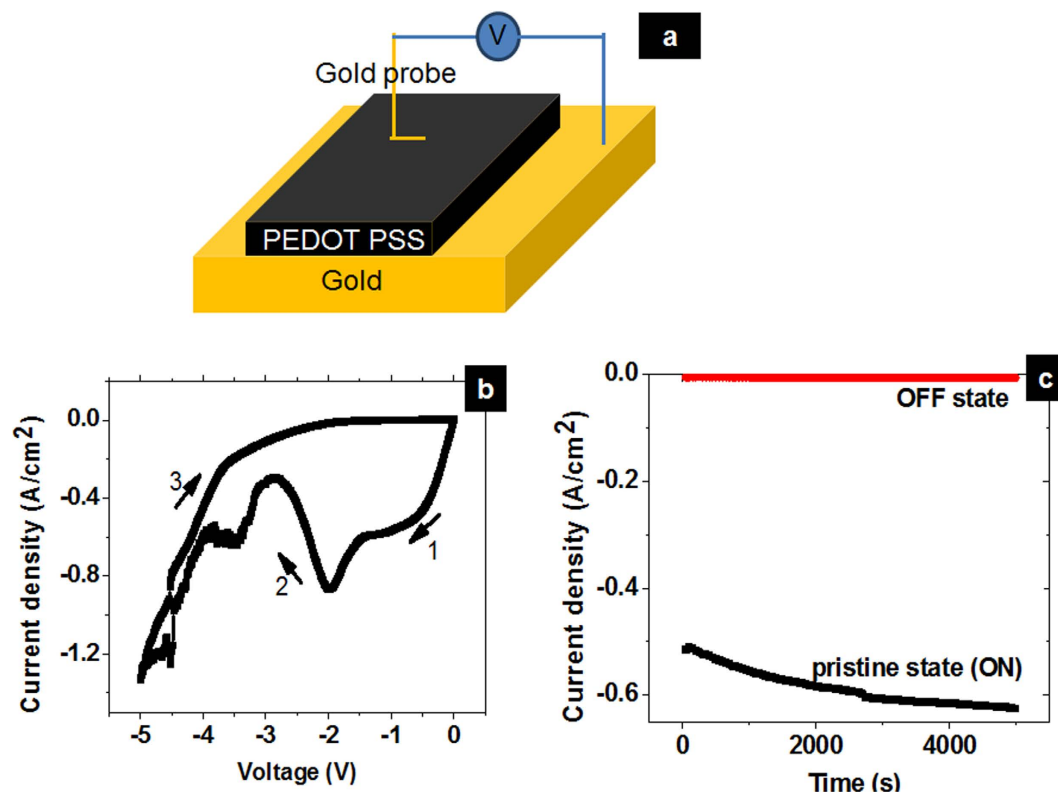 V
a
Gold probe
PEDOT PSS
Gold
b
0.0
-0.4
-0.8
-1.2
Current density (A/cm²)
3
2
1
-5 -4 -3 -2 -1 0
Voltage (V)
c
0.0
-0.2
-0.4
-0.6
Current density (A/cm²)
OFF state
pristine state (ON)
0 2000 4000
Time (s)